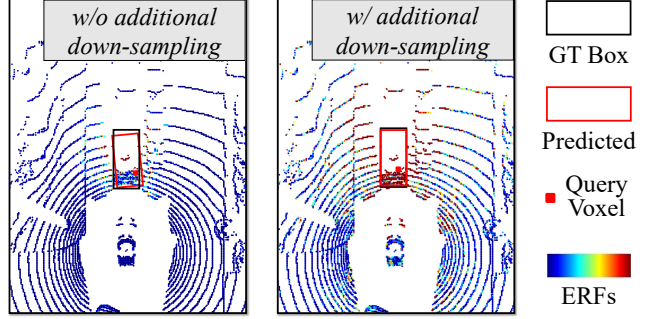 w/o additional
down-sampling
w/ additional
down-sampling
GT Box
Predicted
Query
Voxel
ERFs